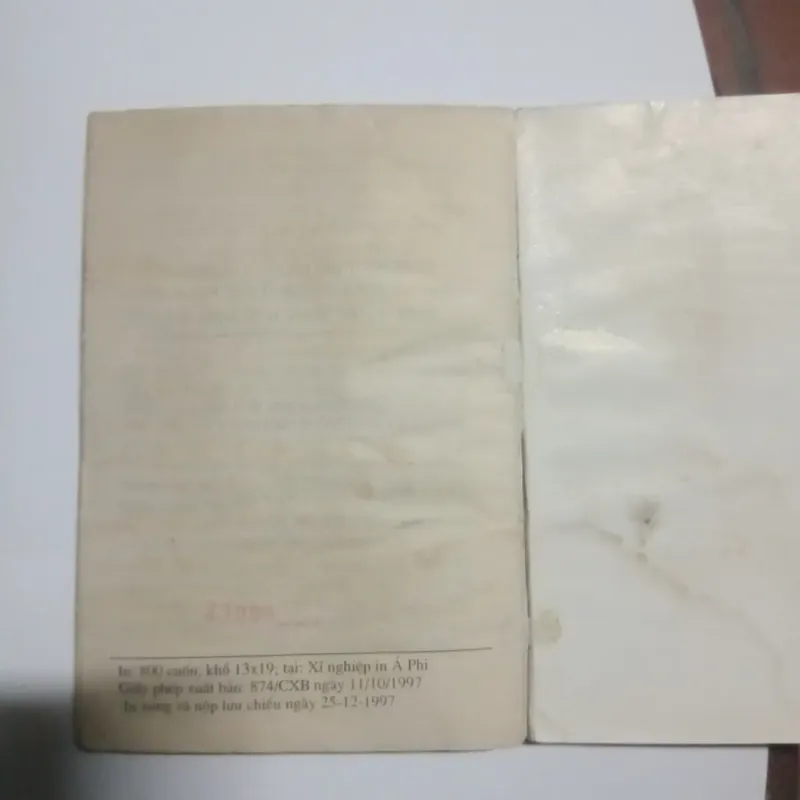 In: 800 cuốn, khổ 13x19, tại: Xí nghiệp in Á Phi
Giấy phép xuất bản: 874/CXB ngày 11/10/1997
In xong và nộp lưu chiểu ngày 25-12-1997